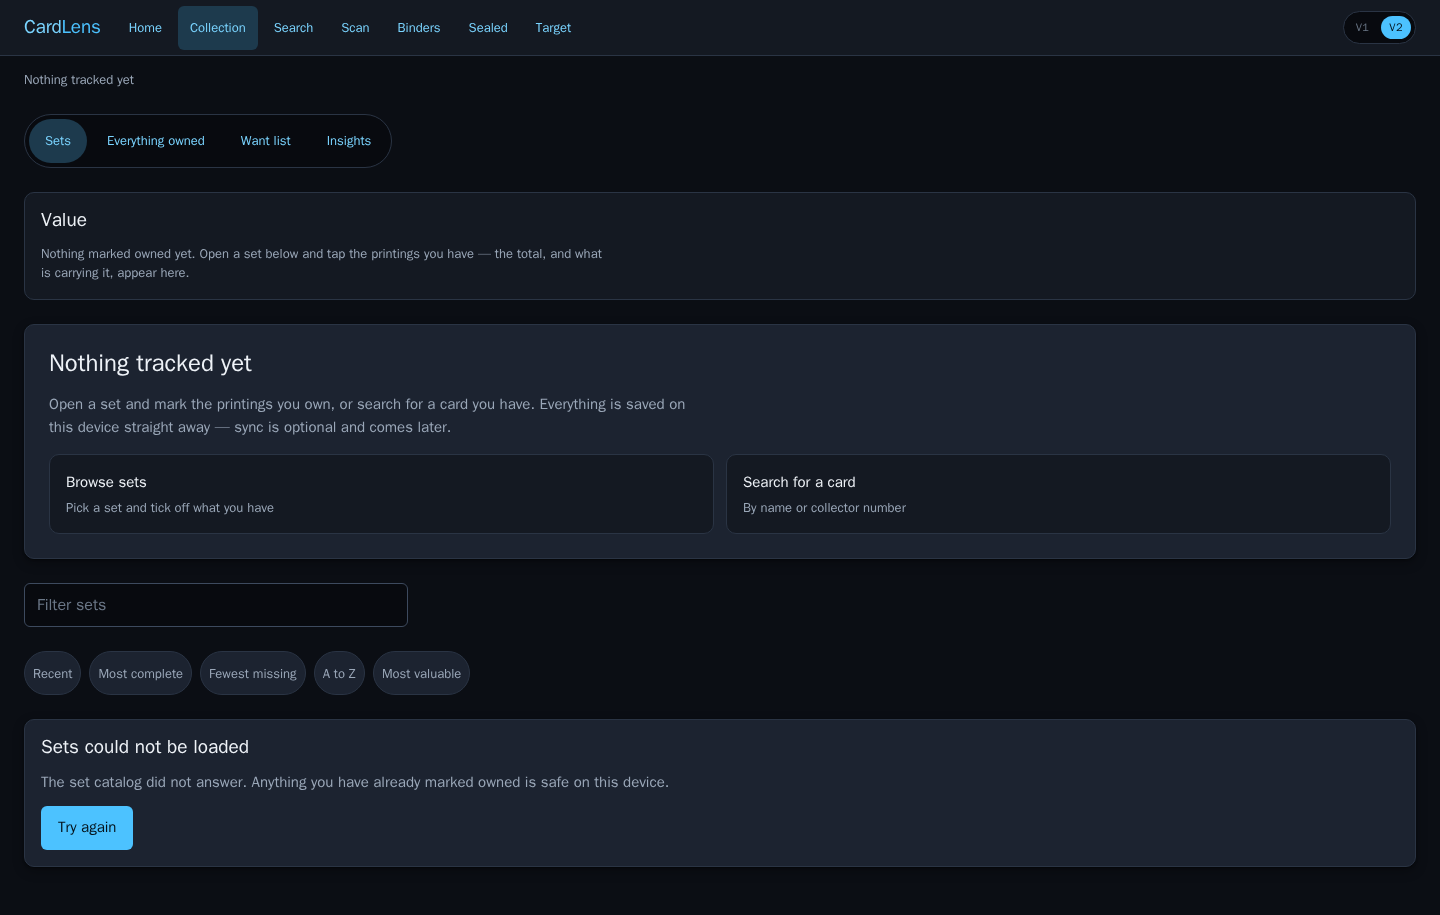 CardLens Home Collection Search Scan Binders Sealed Target V1 V2
Nothing tracked yet
Sets Everything owned Want list Insights
Value
Nothing marked owned yet. Open a set below and tap the printings you have — the total, and what
is carrying it, appear here.
Nothing tracked yet
Open a set and mark the printings you own, or search for a card you have. Everything is saved on
this device straight away — sync is optional and comes later.
Browse sets
Pick a set and tick off what you have
Search for a card
By name or collector number
Filter sets
Recent Most complete Fewest missing A to Z Most valuable
Sets could not be loaded
The set catalog did not answer. Anything you have already marked owned is safe on this device.
Try again